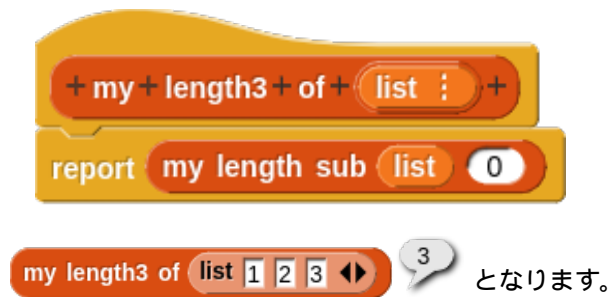 + my + length3 + of + list ⋮ +
report my length sub list 0
my length3 of list 1 2 3 3 となります。